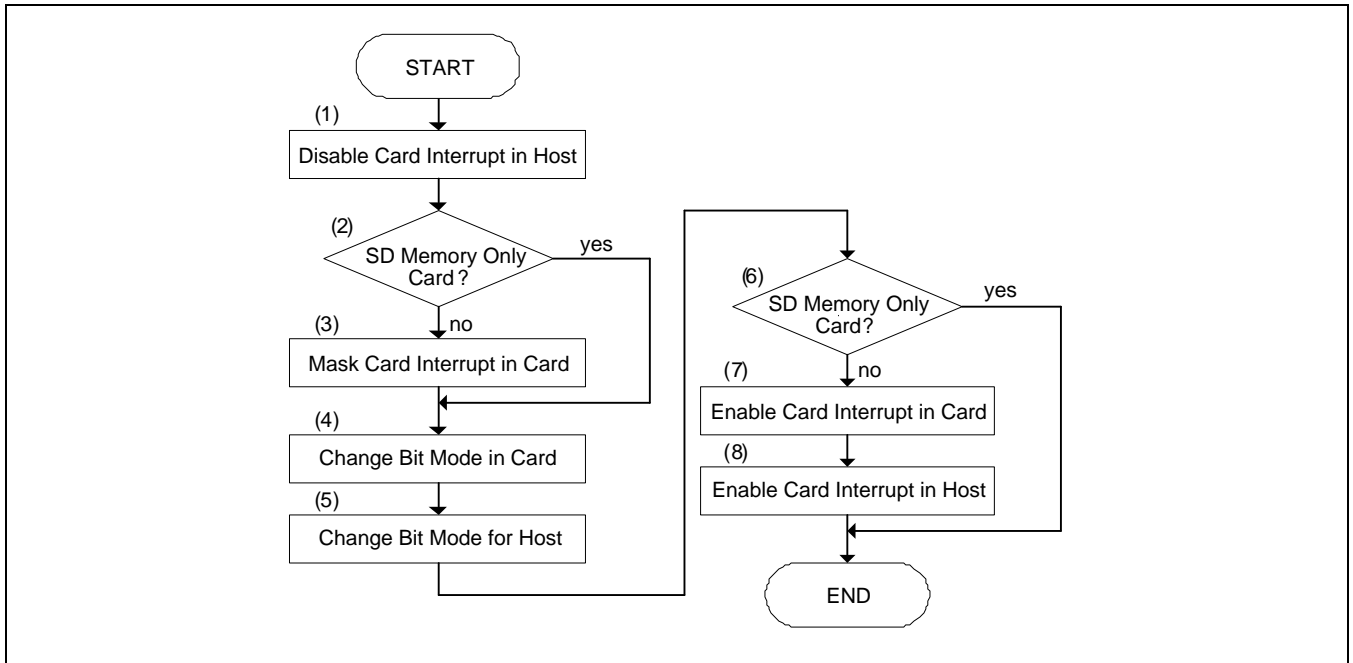 START
(1)
Disable Card Interrupt in Host
(2)
SD Memory Only
Card ?
yes
no
(3)
Mask Card Interrupt in Card
(4)
Change Bit Mode in Card
(5)
Change Bit Mode for Host
(6)
SD Memory Only
Card?
yes
no
(7)
Enable Card Interrupt in Card
(8)
Enable Card Interrupt in Host
END